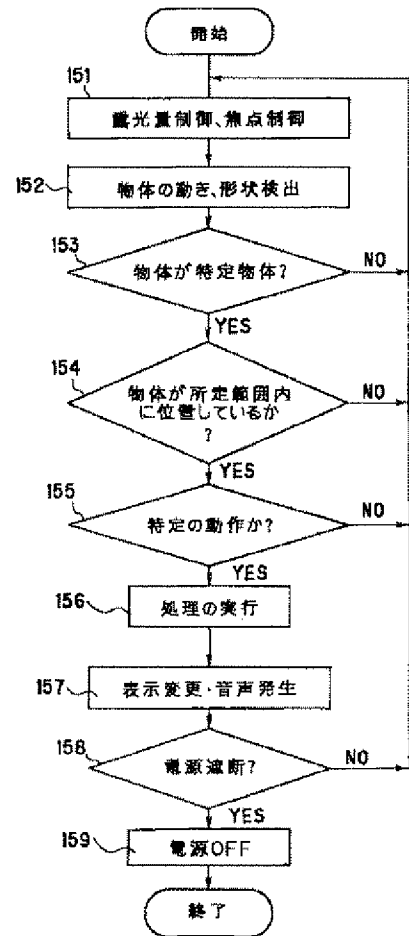 開始
151
露光量制御、焦点制御
152
物体の動き、形状検出
153
物体が特定物体?
NO
YES
154
物体が所定範囲内
に位置しているか
?
NO
YES
155
特定の動作か?
NO
YES
156
処理の実行
157
表示変更・音声発生
158
電源遮断?
NO
YES
159
電源OFF
終了